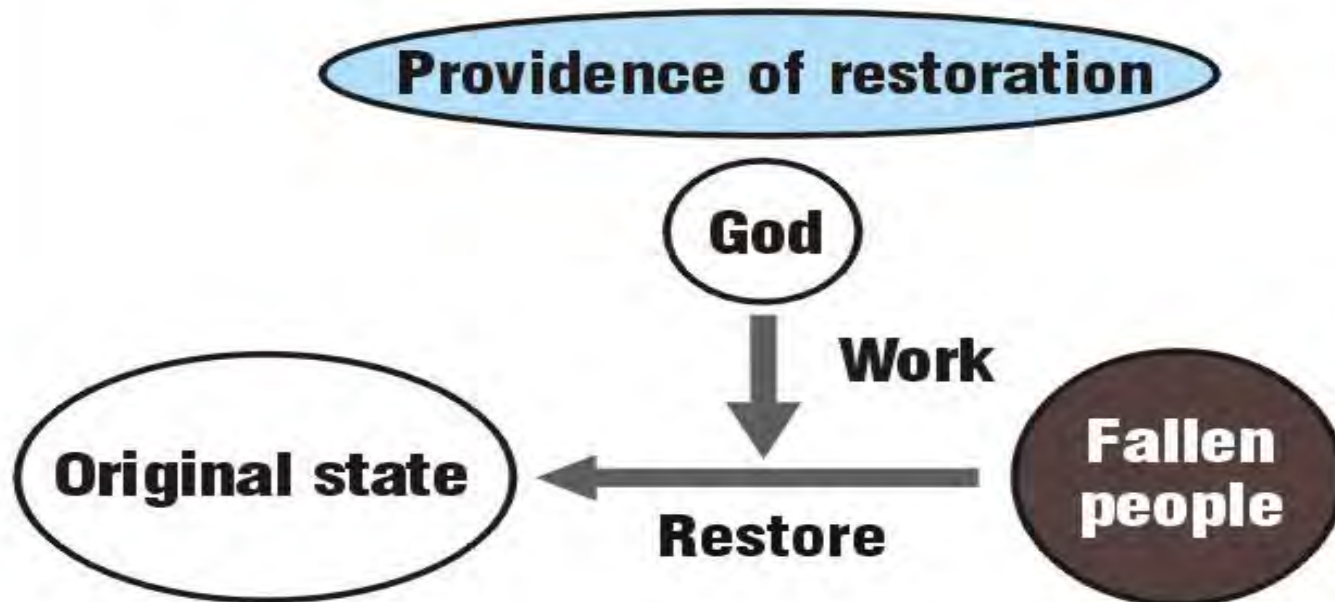 Providence of restoration
God
Work
Original state
Restore
Fallen
people